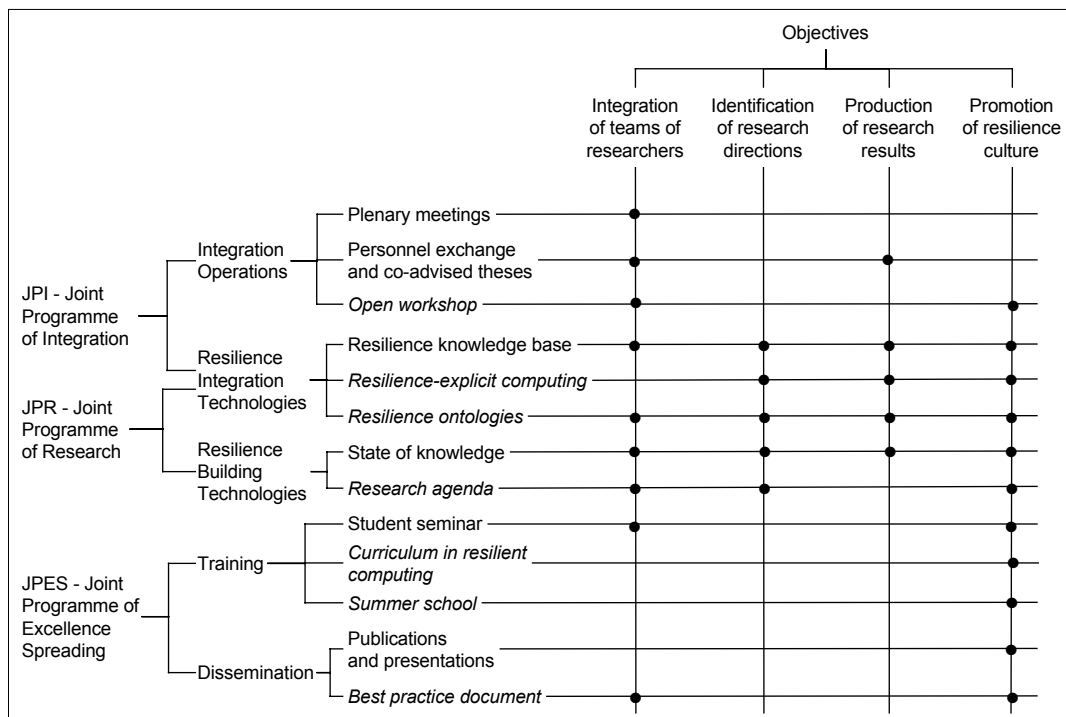 Objectives
Integration
of teams of
researchers
Identification
of research
directions
Production
of research
results
Promotion
of resilience
culture
JPI - Joint
Programme
of Integration
Integration
Operations
Plenary meetings
Personnel exchange
and co-advised theses
Open workshop
Resilience
Integration
Technologies
Resilience knowledge base
Resilience-explicit computing
Resilience ontologies
JPR - Joint
Programme
of Research
Resilience
Building
Technologies
State of knowledge
Research agenda
JPES - Joint
Programme of
Excellence
Spreading
Training
Student seminar
Curriculum in resilient
computing
Summer school
Dissemination
Publications
and presentations
Best practice document